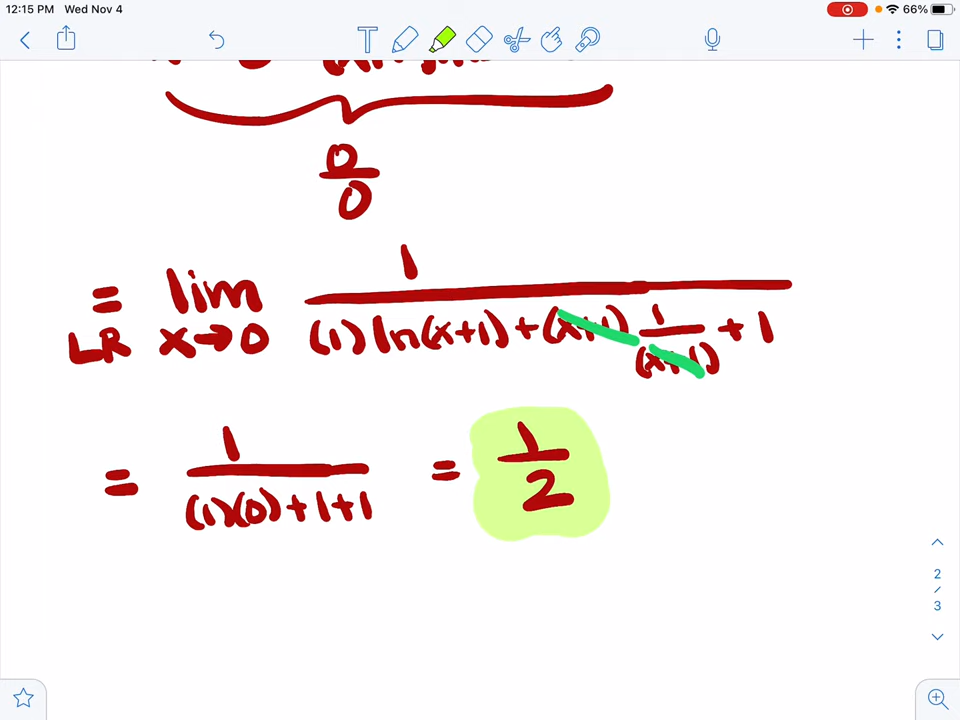 12:15 PM Wed Nov 4
66%
T
0
0
= lim 1
LR x→0 (1) ln(x+1) + (x+1) 1/(x+1) + 1
= 1/((1)(0)+1+1) = 1/2
2
/
3